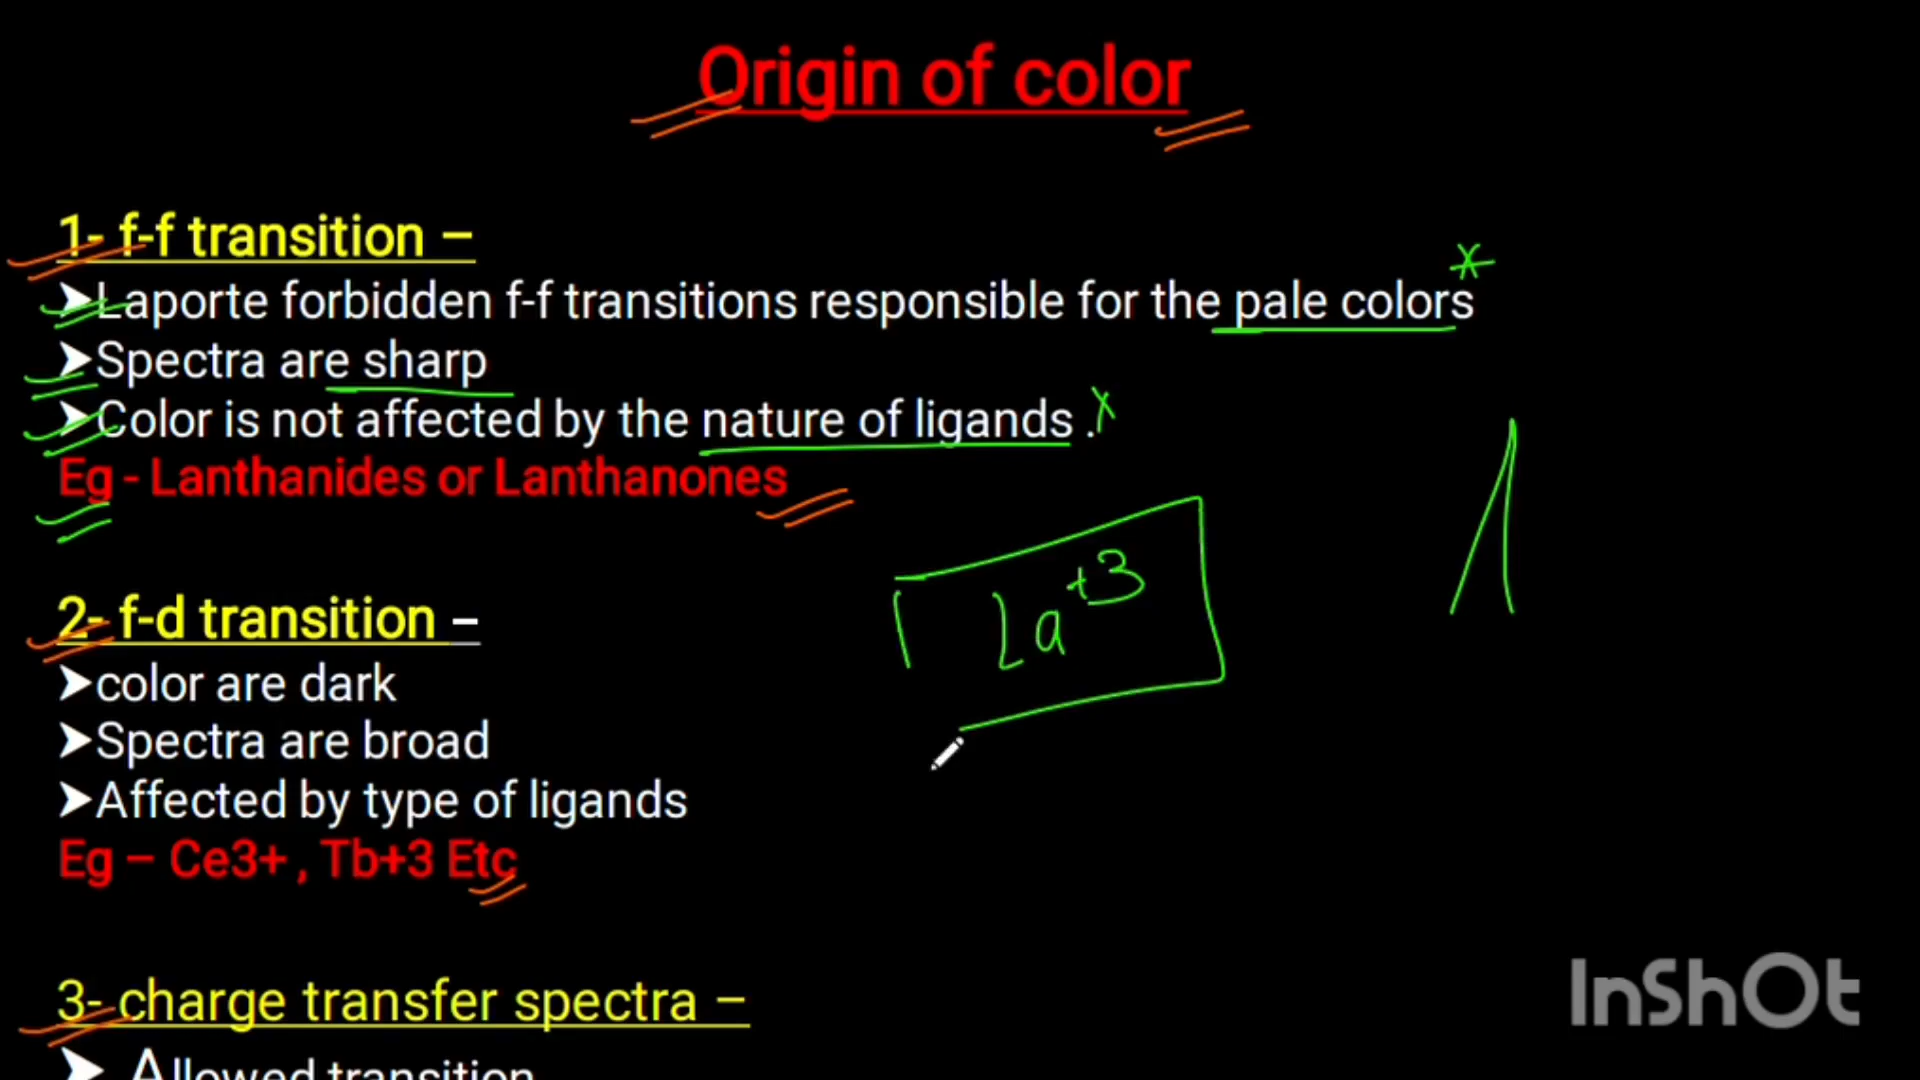 Origin of color
1- f-f transition –
➤Laporte forbidden f-f transitions responsible for the pale colors
➤Spectra are sharp
➤Color is not affected by the nature of ligands .
Eg - Lanthanides or Lanthanones
La+3
2- f-d transition –
➤color are dark
➤Spectra are broad
➤Affected by type of ligands
Eg – Ce3+ , Tb+3 Etc
3- charge transfer spectra –
➤ Allowed transition
InShOt